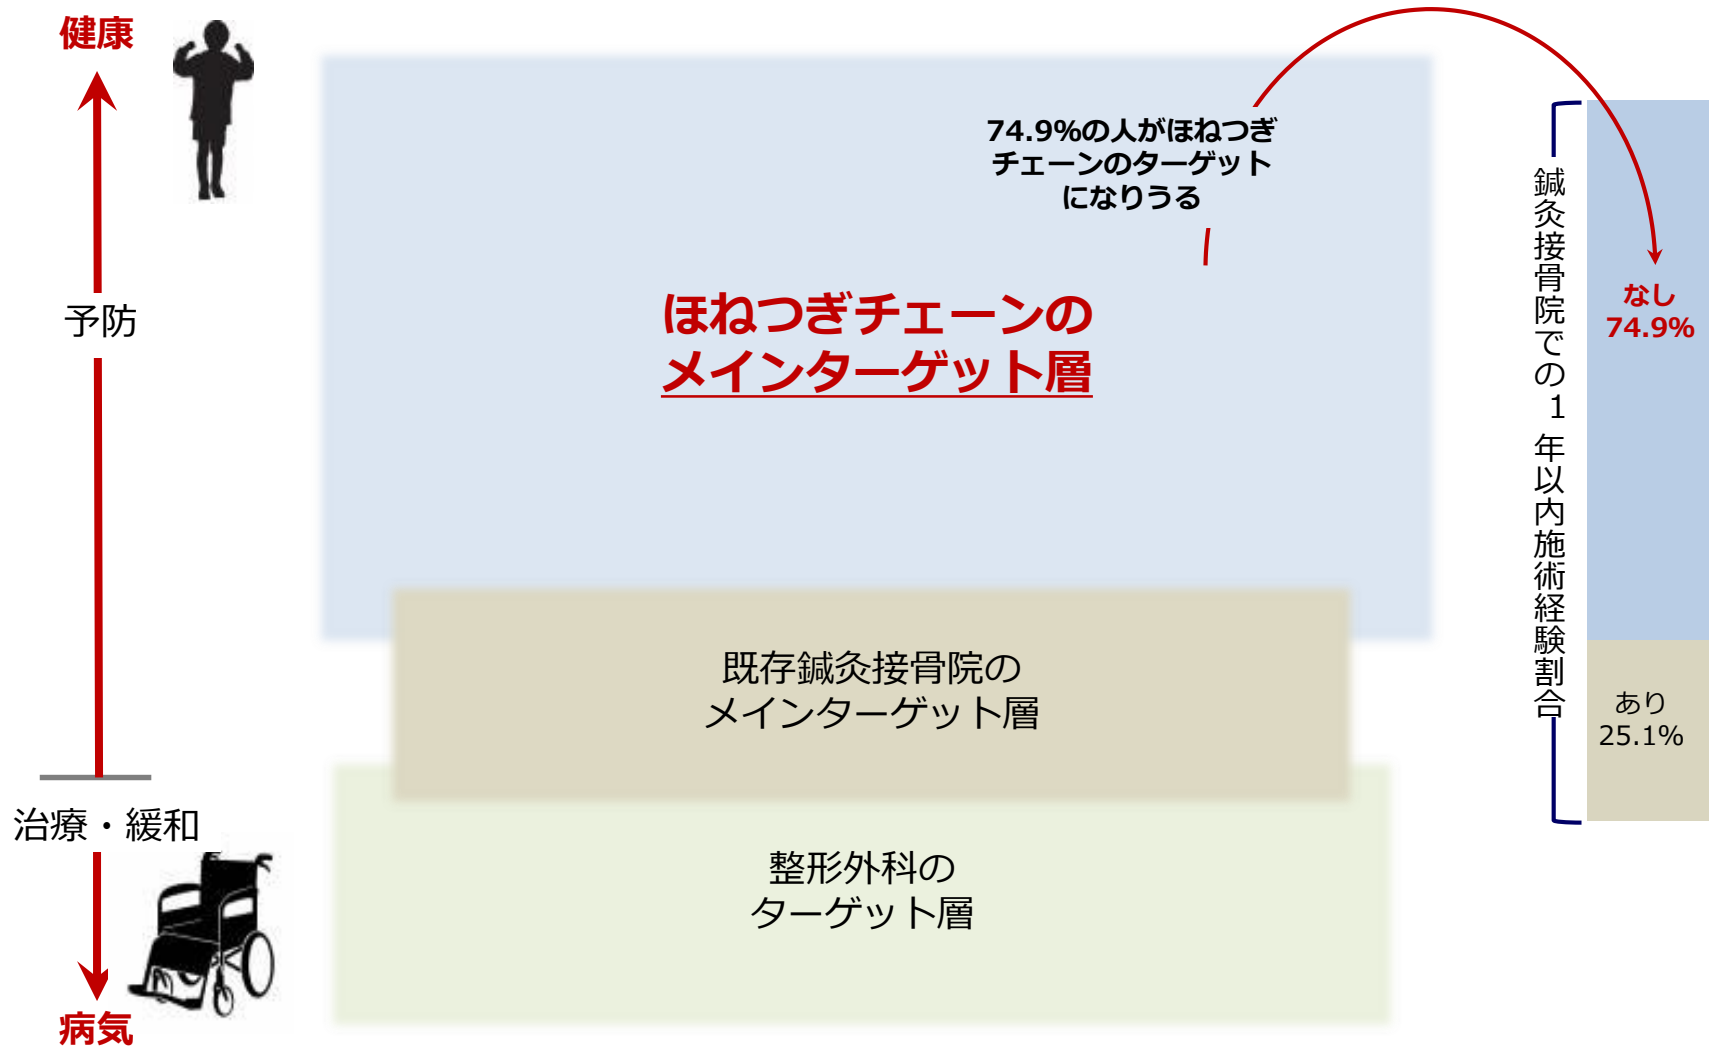 健康
予防
治療・緩和
病気
74.9%の人がほねつぎ
チェーンのターゲット
になりうる
ほねつぎチェーンの
メインターゲット層
既存鍼灸接骨院の
メインターゲット層
整形外科の
ターゲット層
鍼灸接骨院での１年以内施術経験割合
なし
74.9%
あり
25.1%